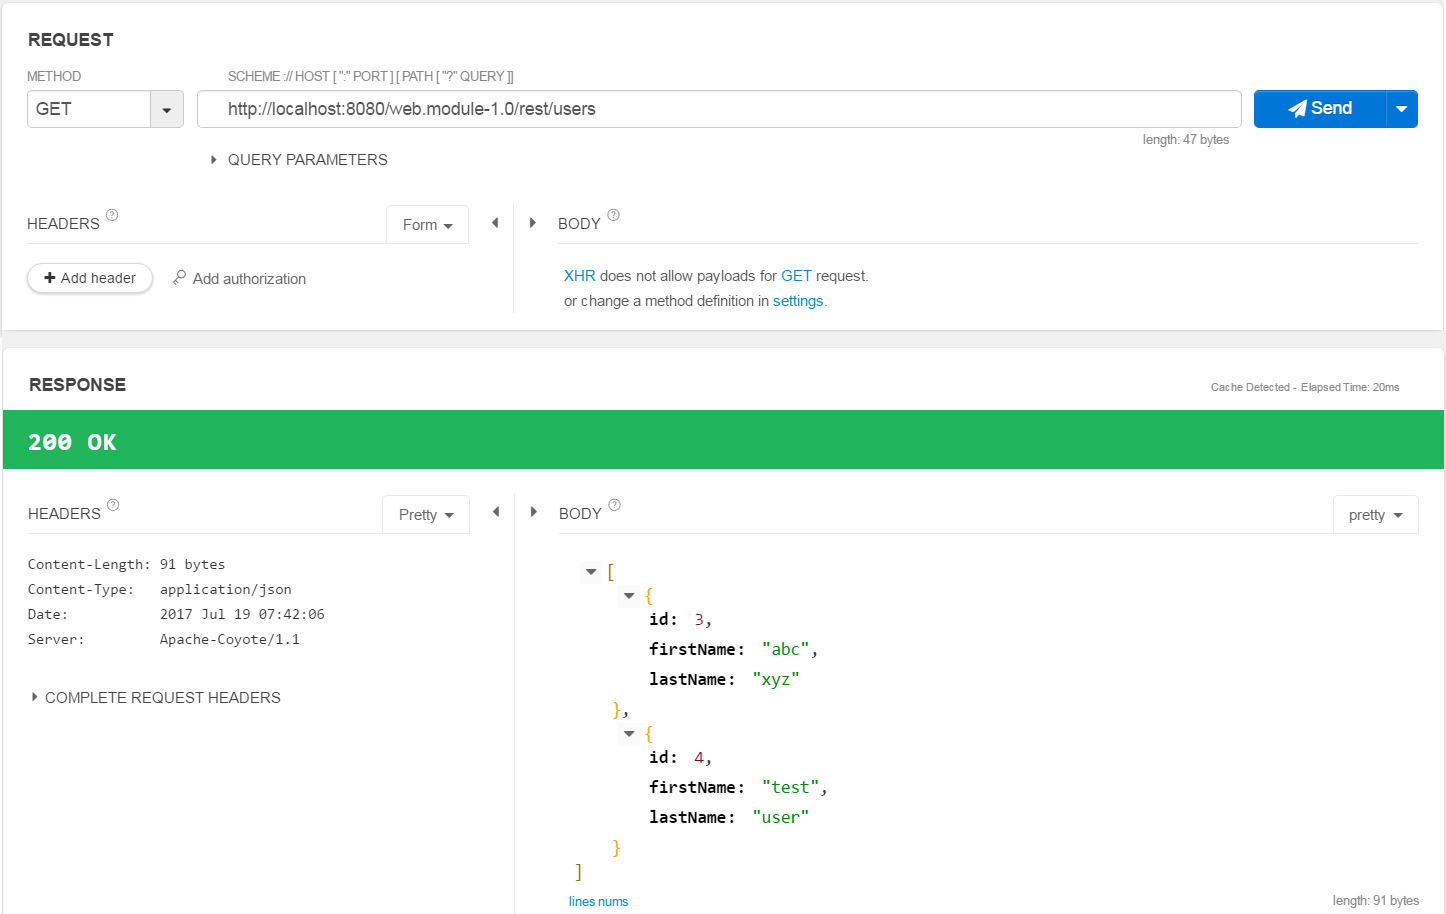 REQUEST
METHOD
SCHEME :// HOST [ ":" PORT ] [ PATH [ "?" QUERY ]]
GET
http://localhost:8080/web.module-1.0/rest/users
Send
length: 47 bytes
QUERY PARAMETERS
HEADERS ?
Form
BODY ?
Add header
Add authorization
XHR does not allow payloads for GET request.
or change a method definition in settings.
RESPONSE
Cache Detected - Elapsed Time: 20ms
200 OK
HEADERS ?
Pretty
BODY ?
pretty
Content-Length: 91 bytes
Content-Type: application/json
Date: 2017 Jul 19 07:42:06
Server: Apache-Coyote/1.1
COMPLETE REQUEST HEADERS
[
{
id: 3,
firstName: "abc",
lastName: "xyz"
},
{
id: 4,
firstName: "test",
lastName: "user"
}
]
lines nums
length: 91 bytes